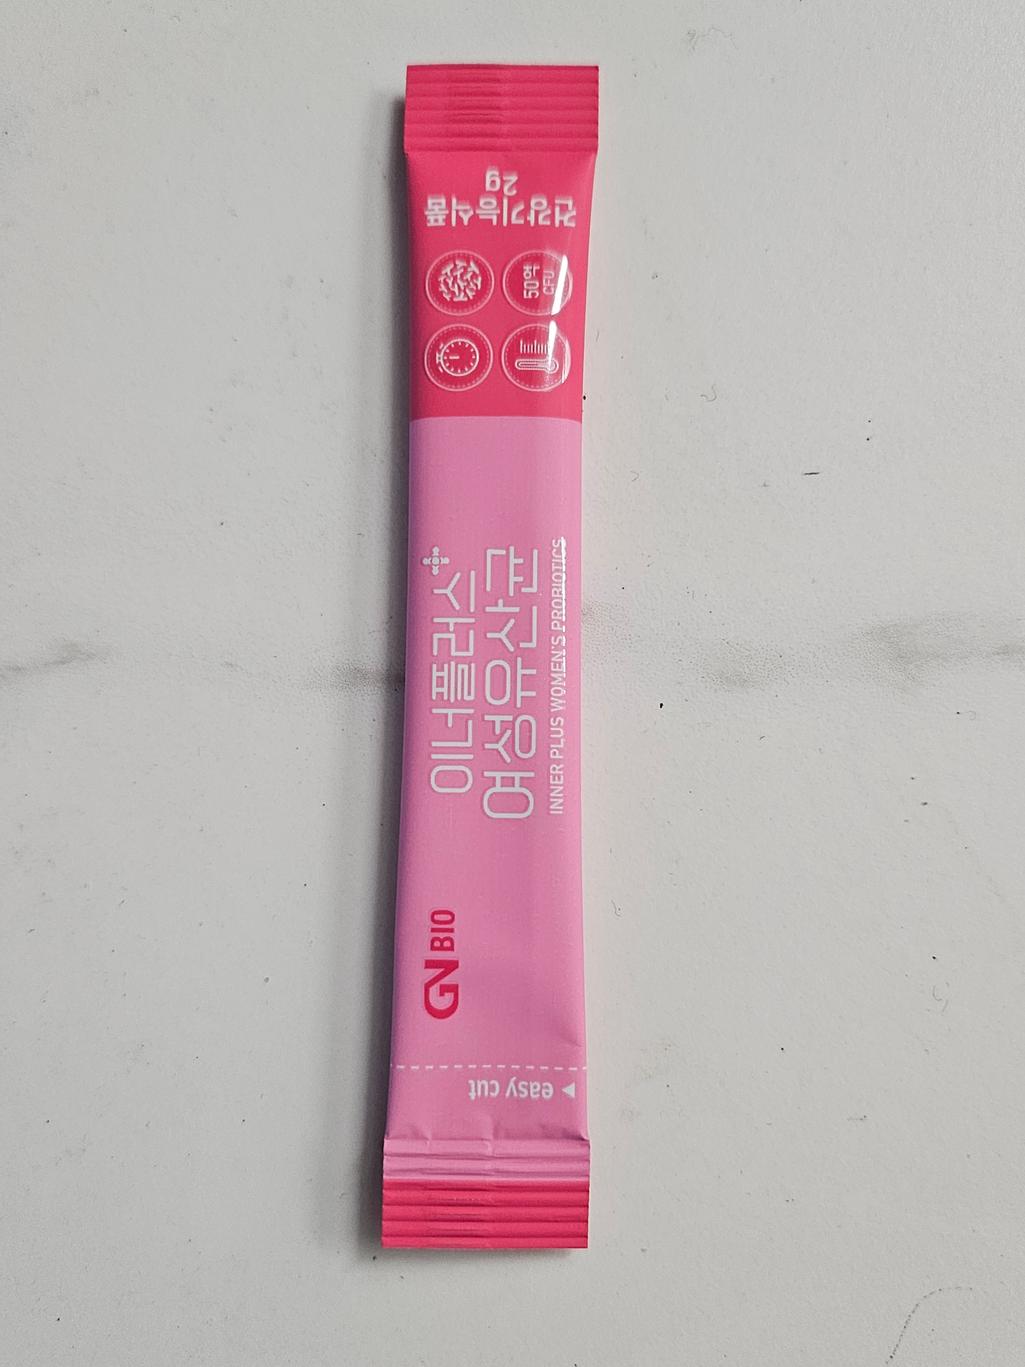 건강기능식품
2g
50억
CFU
이너플러스
여성유산균
INNER PLUS WOMEN'S PROBIOTICS
GN BIO
easy cut